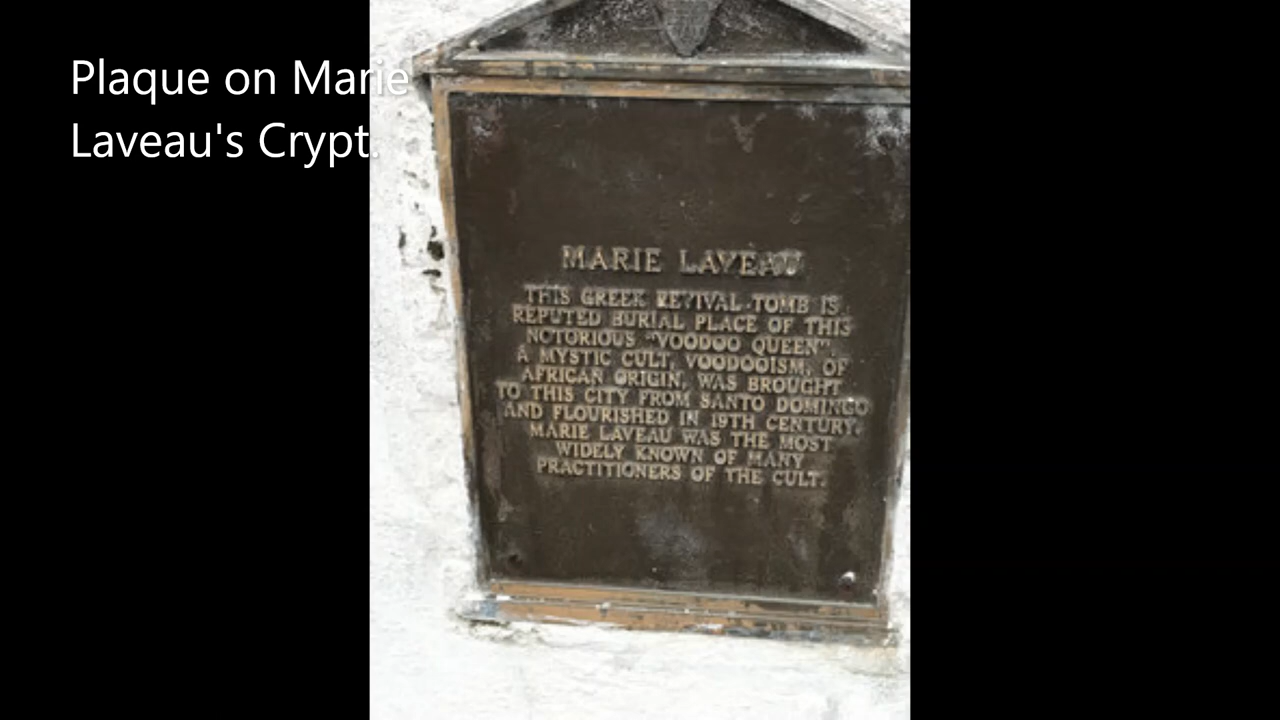 Plaque on Marie
Laveau's Crypt.
MARIE LAVEAU
THIS GREEK REVIVAL TOMB IS
REPUTED BURIAL PLACE OF THIS
NOTORIOUS "VOODOO QUEEN".
A MYSTIC CULT, VOODOOISM, OF
AFRICAN ORIGIN, WAS BROUGHT
TO THIS CITY FROM SANTO DOMINGO
AND FLOURISHED IN 19TH CENTURY.
MARIE LAVEAU WAS THE MOST
WIDELY KNOWN OF MANY
PRACTITIONERS OF THE CULT.